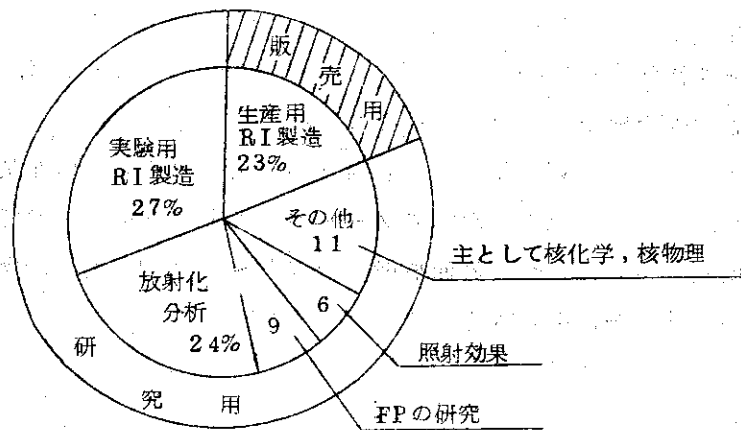 販売用
生産用
RI製造
23%
実験用
RI製造
27%
その他
11
主として核化学,核物理
放射化
分析
24%
9
6
照射効果
FPの研究
研究用